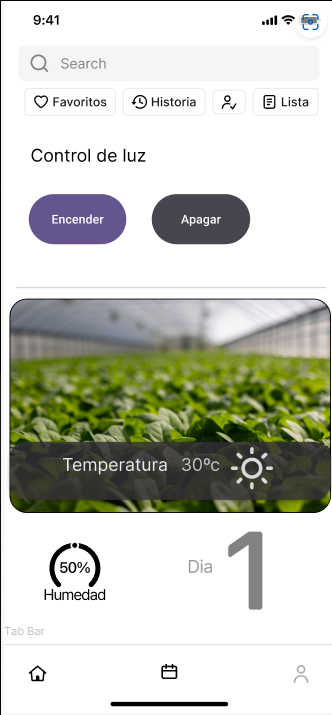 9:41
Search
Favoritos Historia Lista
Control de luz
Encender Apagar
Temperatura 30ºc
50%
Humedad
Dia 1
Tab Bar